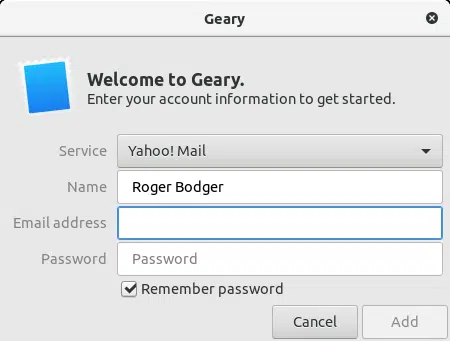 Geary
Welcome to Geary.
Enter your account information to get started.
Service Yahoo! Mail
Name Roger Bodger
Email address
Password Password
Remember password
Cancel Add